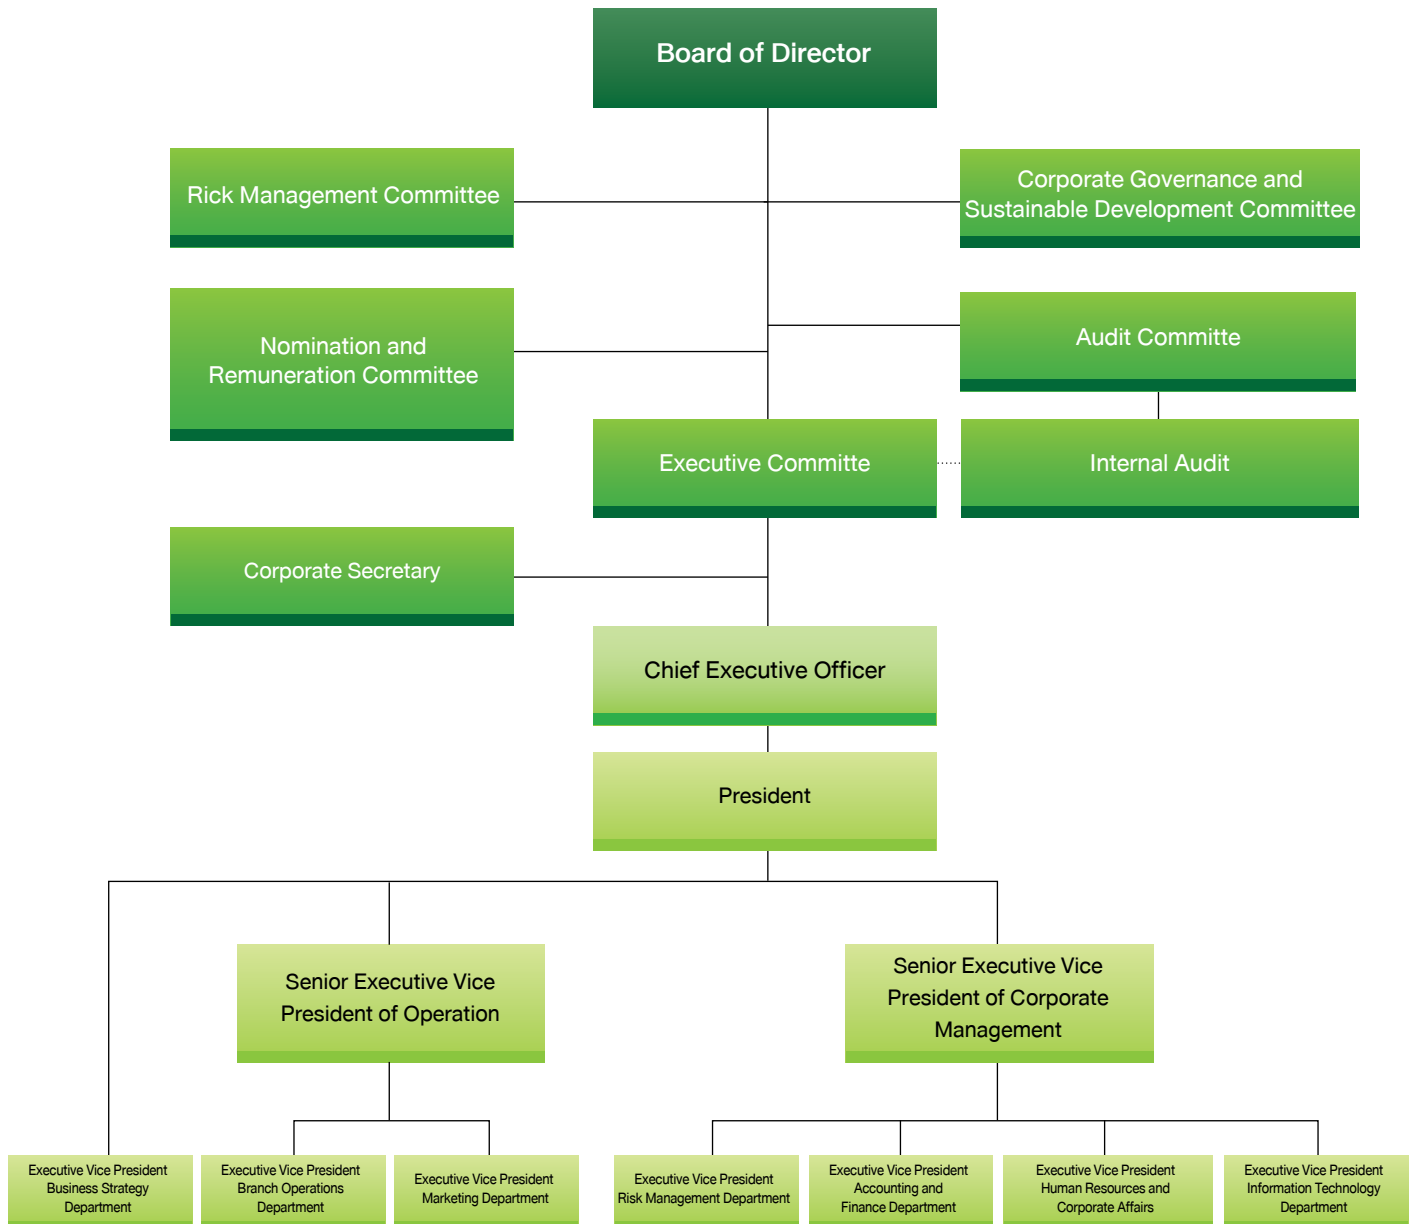 Board of Director
Rick Management Committee
Corporate Governance and
Sustainable Development Committee
Nomination and
Remuneration Committee
Audit Committe
Executive Committe
Internal Audit
Corporate Secretary
Chief Executive Officer
President
Senior Executive Vice
President of Operation
Senior Executive Vice
President of Corporate
Management
Executive Vice President
Business Strategy
Department
Executive Vice President
Branch Operations
Department
Executive Vice President
Marketing Department
Executive Vice President
Risk Management Department
Executive Vice President
Accounting and
Finance Department
Executive Vice President
Human Resources and
Corporate Affairs
Executive Vice President
Information Technology
Department